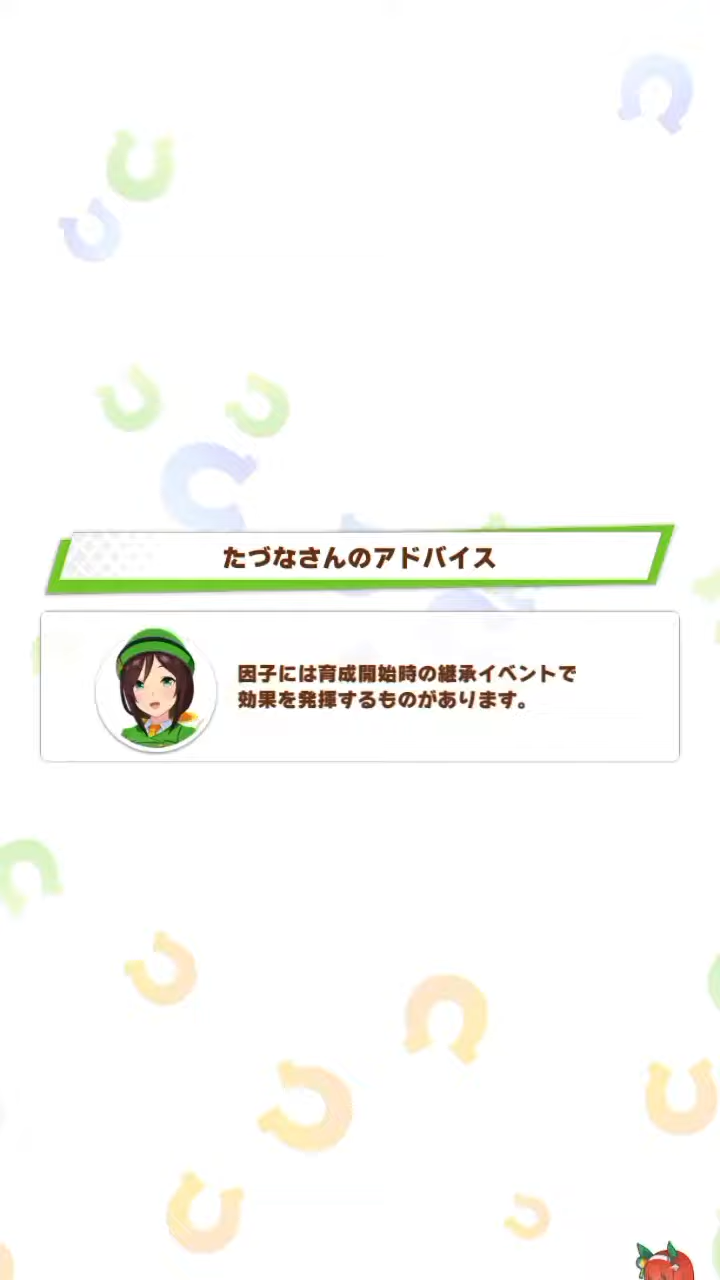 たづなさんのアドバイス
因子には育成開始時の継承イベントで
効果を発揮するものがあります。